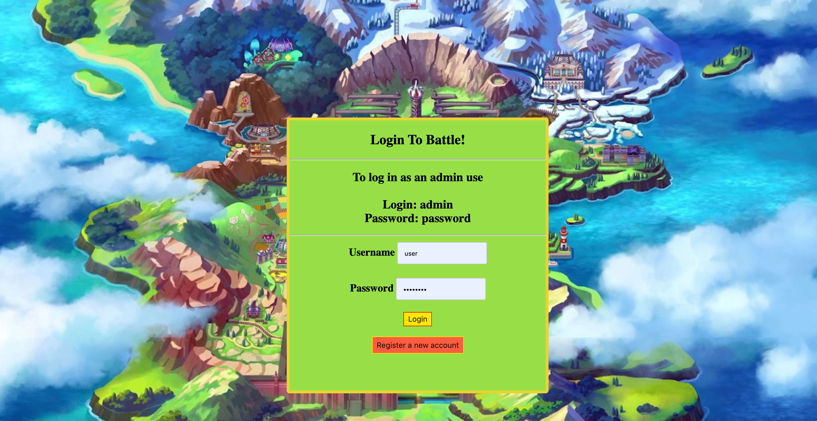 Login To Battle!
To log in as an admin use
Login: admin
Password: password
Username user
Password ••••••••
Login
Register a new account